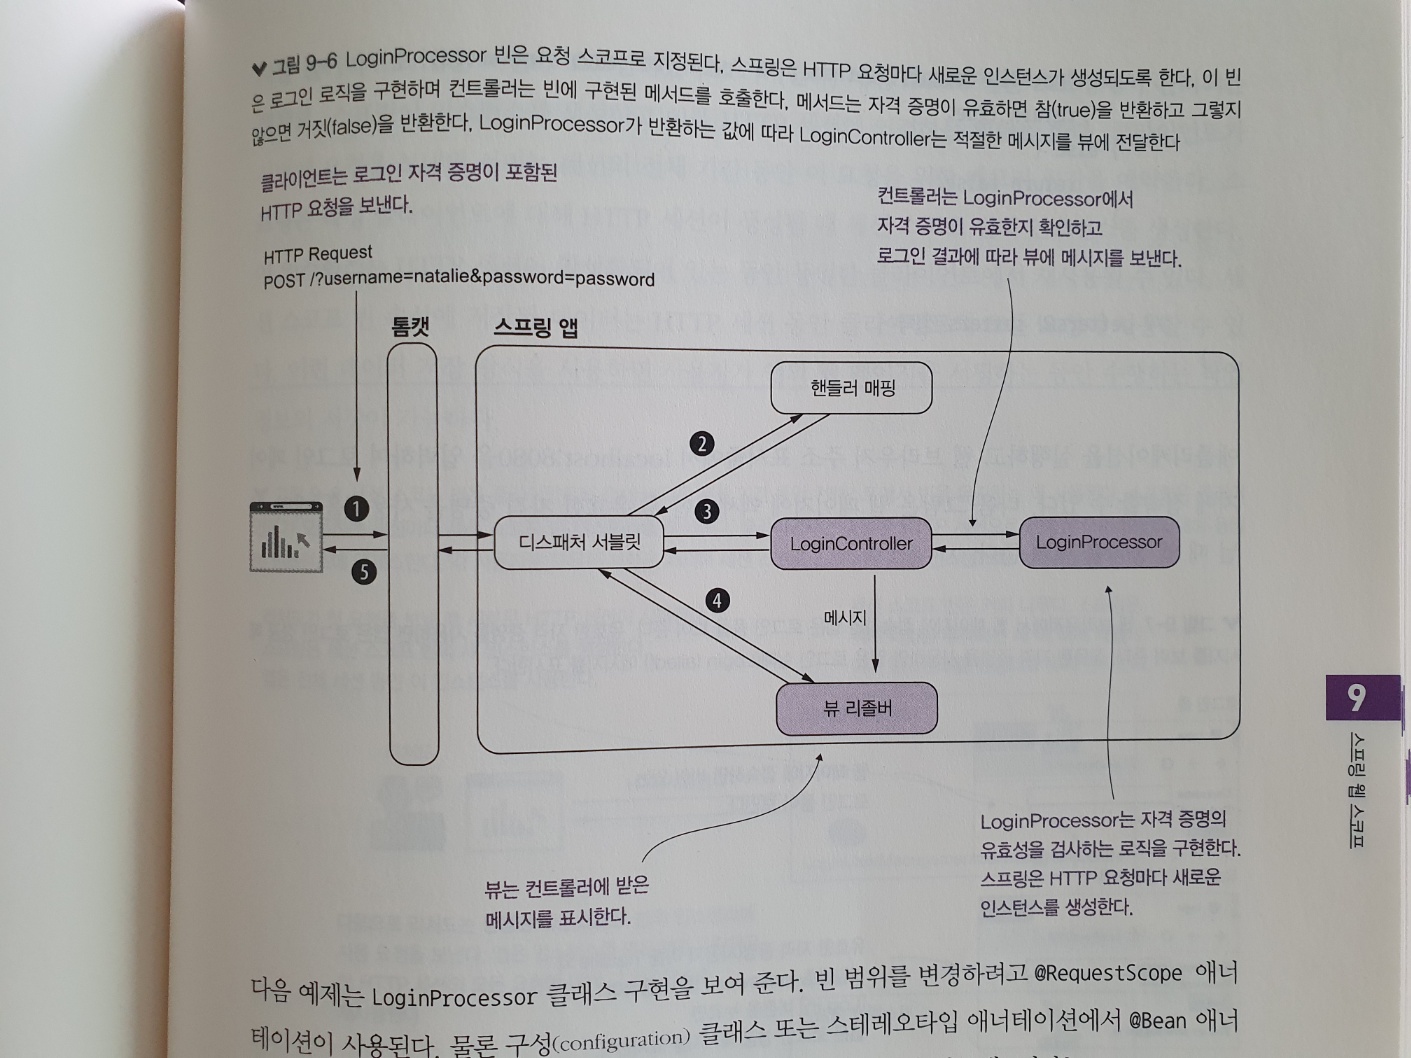 그림 9-6 LoginProcessor 빈은 요청 스코프로 지정된다. 스프링은 HTTP 요청마다 새로운 인스턴스가 생성되도록 한다. 이 빈
은 로그인 로직을 구현하며 컨트롤러는 빈에 구현된 메서드를 호출한다. 메서드는 자격 증명이 유효하면 참(true)을 반환하고 그렇지
않으면 거짓(false)을 반환한다. LoginProcessor가 반환하는 값에 따라 LoginController는 적절한 메시지를 뷰에 전달한다
클라이언트는 로그인 자격 증명이 포함된
HTTP 요청을 보낸다.
컨트롤러는 LoginProcessor에서
자격 증명이 유효한지 확인하고
로그인 결과에 따라 뷰에 메시지를 보낸다.
HTTP Request
POST /?username=natalie&password=password
톰캣
스프링 앱
핸들러 매핑
2
1
3
디스패처 서블릿
LoginController
LoginProcessor
5
4
메시지
뷰 리졸버
9
스프링 웹 스코프
LoginProcessor는 자격 증명의
유효성을 검사하는 로직을 구현한다.
스프링은 HTTP 요청마다 새로운
인스턴스를 생성한다.
뷰는 컨트롤러에 받은
메시지를 표시한다.
다음 예제는 LoginProcessor 클래스 구현을 보여 준다. 빈 범위를 변경하려고 @RequestScope 애너
테이션이 사용된다. 물론 구성(configuration) 클래스 또는 스테레오타입 애너테이션에서 @Bean 애너